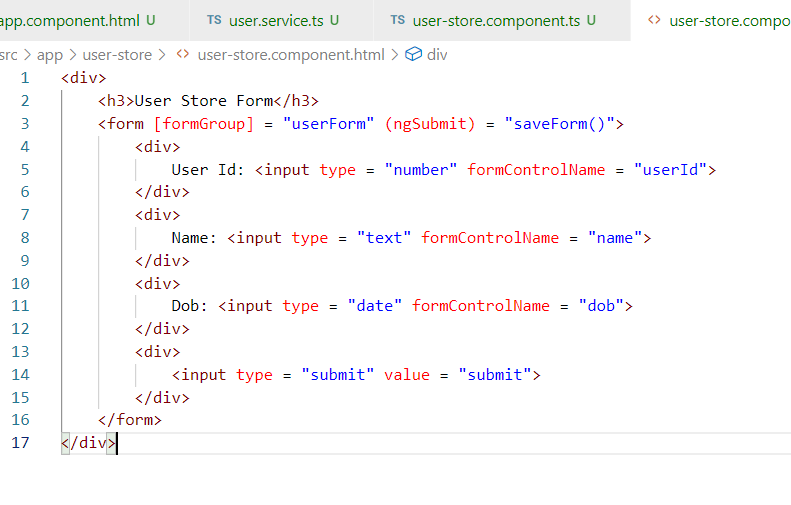 app.component.html U TS user.service.ts U TS user-store.component.ts U <> user-store.compo
src > app > user-store > <> user-store.component.html > div
1 <div>
2 <h3>User Store Form</h3>
3 <form [formGroup] = "userForm" (ngSubmit) = "saveForm()">
4 <div>
5 User Id: <input type = "number" formControlName = "userId">
6 </div>
7 <div>
8 Name: <input type = "text" formControlName = "name">
9 </div>
10 <div>
11 Dob: <input type = "date" formControlName = "dob">
12 </div>
13 <div>
14 <input type = "submit" value = "submit">
15 </div>
16 </form>
17 </div>